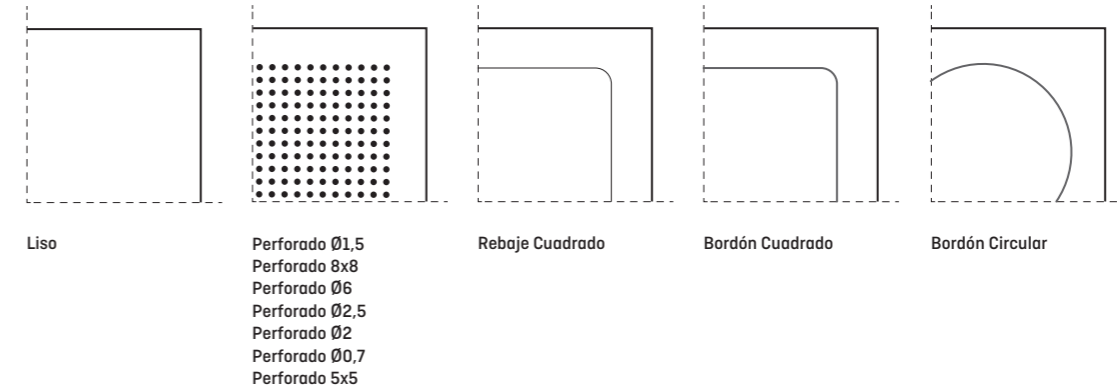 Liso
Perforado Ø1,5
Perforado 8x8
Perforado Ø6
Perforado Ø2,5
Perforado Ø2
Perforado Ø0,7
Perforado 5x5
Rebaje Cuadrado
Bordón Cuadrado
Bordón Circular